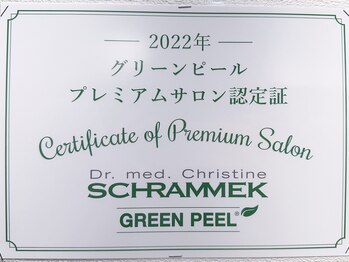 2022年
グリーンピール
プレミアムサロン認定証
Certificate of Premium Salon
Dr. med. Christine
SCHRAMMEK
GREEN PEEL®